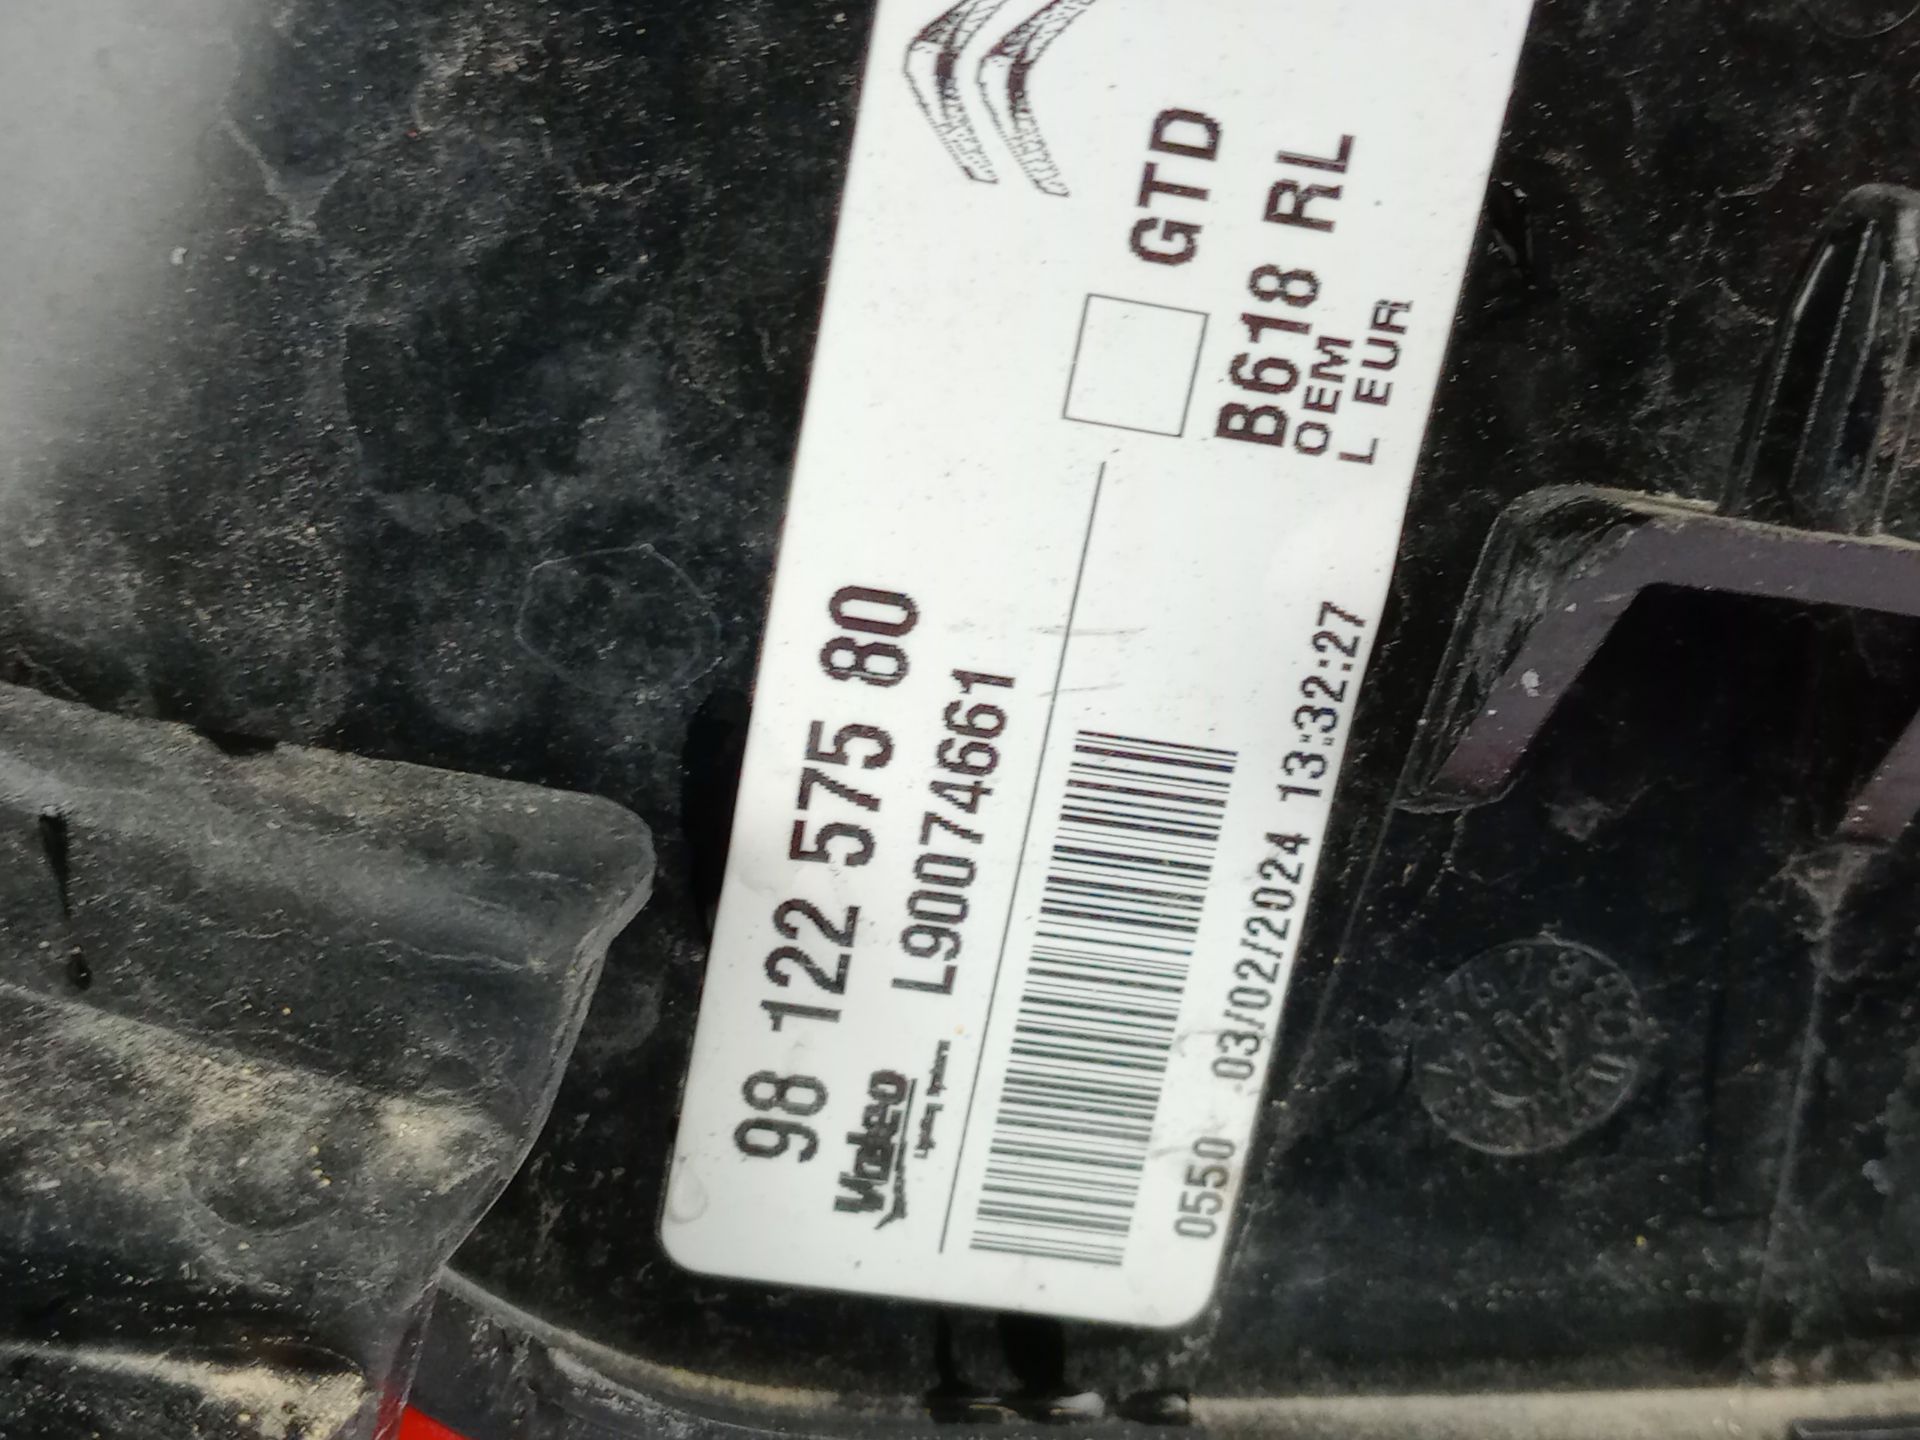 98 122 575 80
Valeo L90074661
GTD
B618 RL
OEM
L EUR
0550 03/02/2024 13:32:27